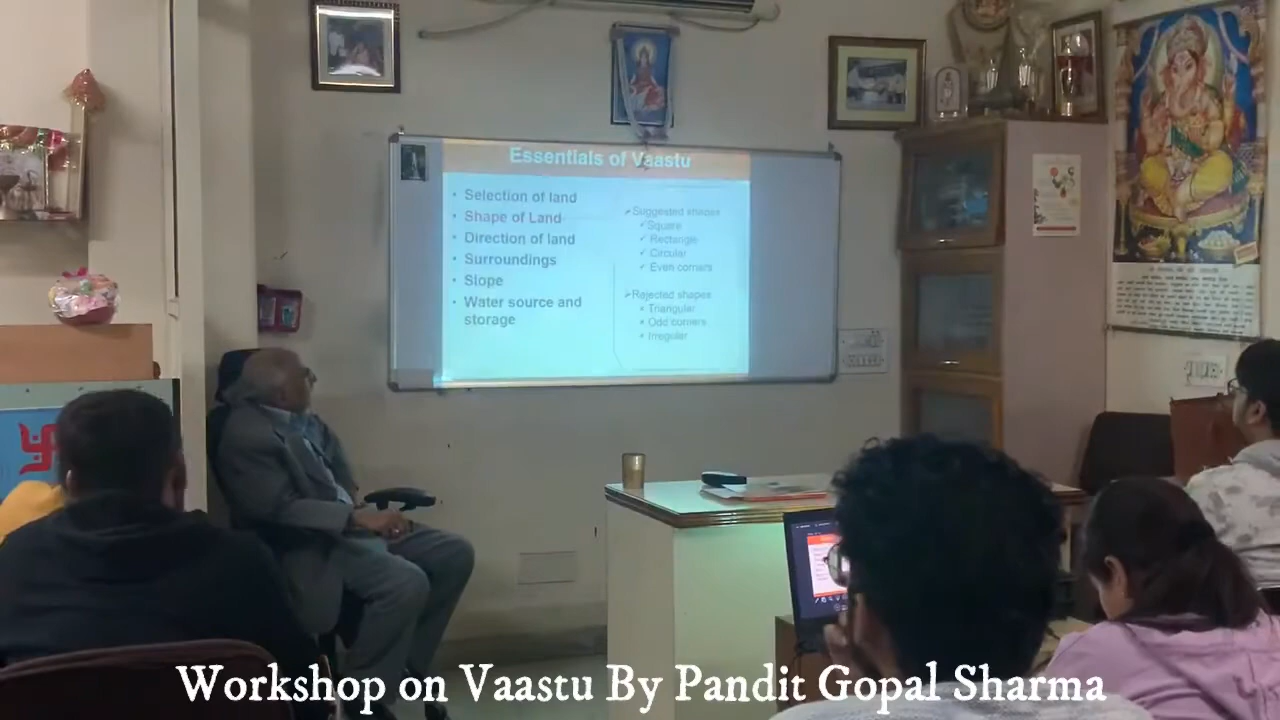 Essentials of Vaastu
• Selection of land
• Shape of Land
• Direction of land
• Surroundings
• Slope
• Water source and
storage
➢Suggested shapes
✓Square
✓ Rectangle
✓ Circular
✓ Even corners
➢Rejected shapes
• Triangular
• Odd corners
• Irregular
Workshop on Vaastu By Pandit Gopal Sharma